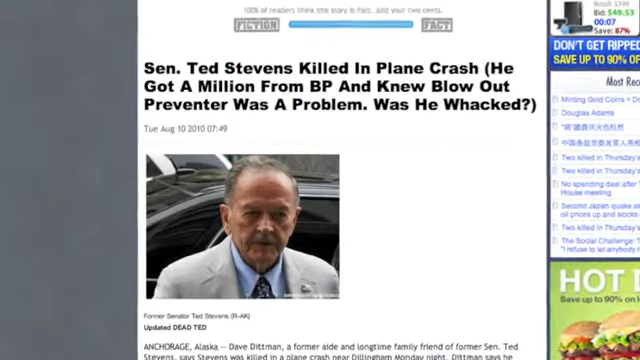 100% of readers think this story is Fact. Add your two cents.
FICTION
FACT
Sen. Ted Stevens Killed In Plane Crash (He
Got A Million From BP And Knew Blow Out
Preventer Was A Problem. Was He Whacked?)
Tue Aug 10 2010 07:49
Former Senator Ted Stevens (R-AK)
Updated DEAD TED
ANCHORAGE, Alaska -- Dave Dittman, a former aide and longtime family friend of former Sen. Ted
Stevens, says Stevens was killed in a plane crash near Dillingham Monday night. Dittman says he
Retail: $399
Bid: $49.53
00:07
Save: 87%
DON'T GET RIPPED
SAVE UP TO 90% OF
Most Rec
Minting Gold Coins = D
Douglas Adams
Two killed in Thursday's
Two killed in Thursday's
No spending deal after
House meeting
Second Japan quake se
oil prices up and stocks
Two killed in Thursday's
The Social Challenge: "
"I refuse to let anybody
HOT D
Save up to 90% on l